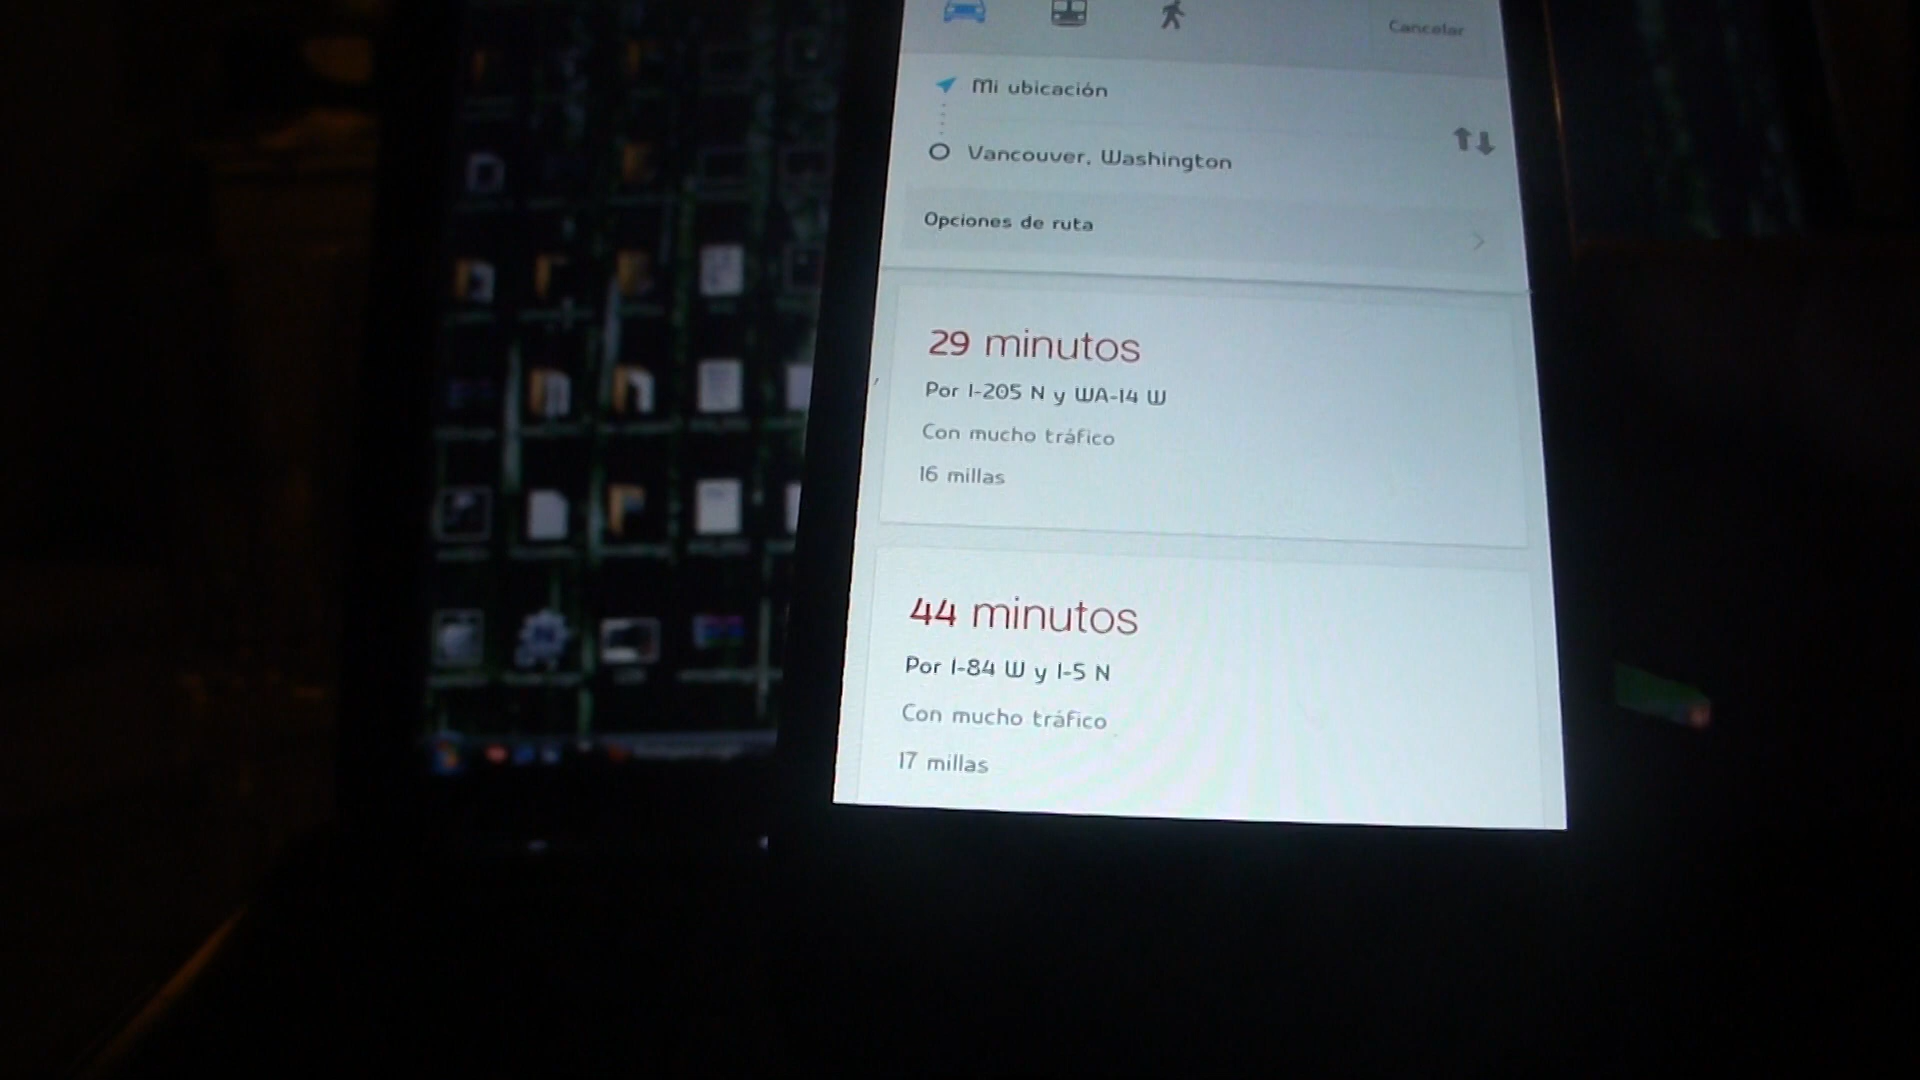 Cancelar
Mi ubicación
Vancouver, Washington
Opciones de ruta
29 minutos
Por I-205 N y WA-14 W
Con mucho tráfico
16 millas
44 minutos
Por I-84 W y I-5 N
Con mucho tráfico
17 millas